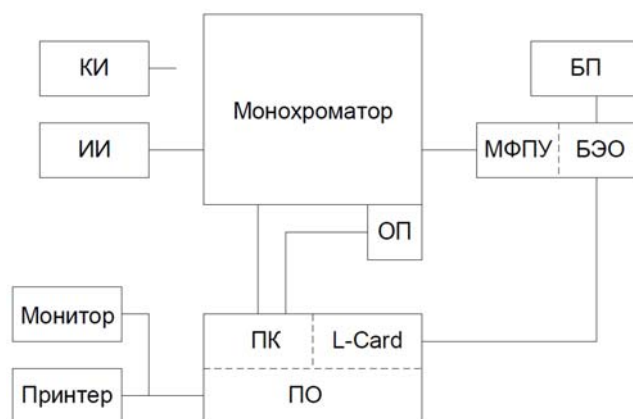 КИ
БП
Монохроматор
ИИ
МФПУ
БЭО
ОП
Монитор
ПК
L-Card
Принтер
ПО